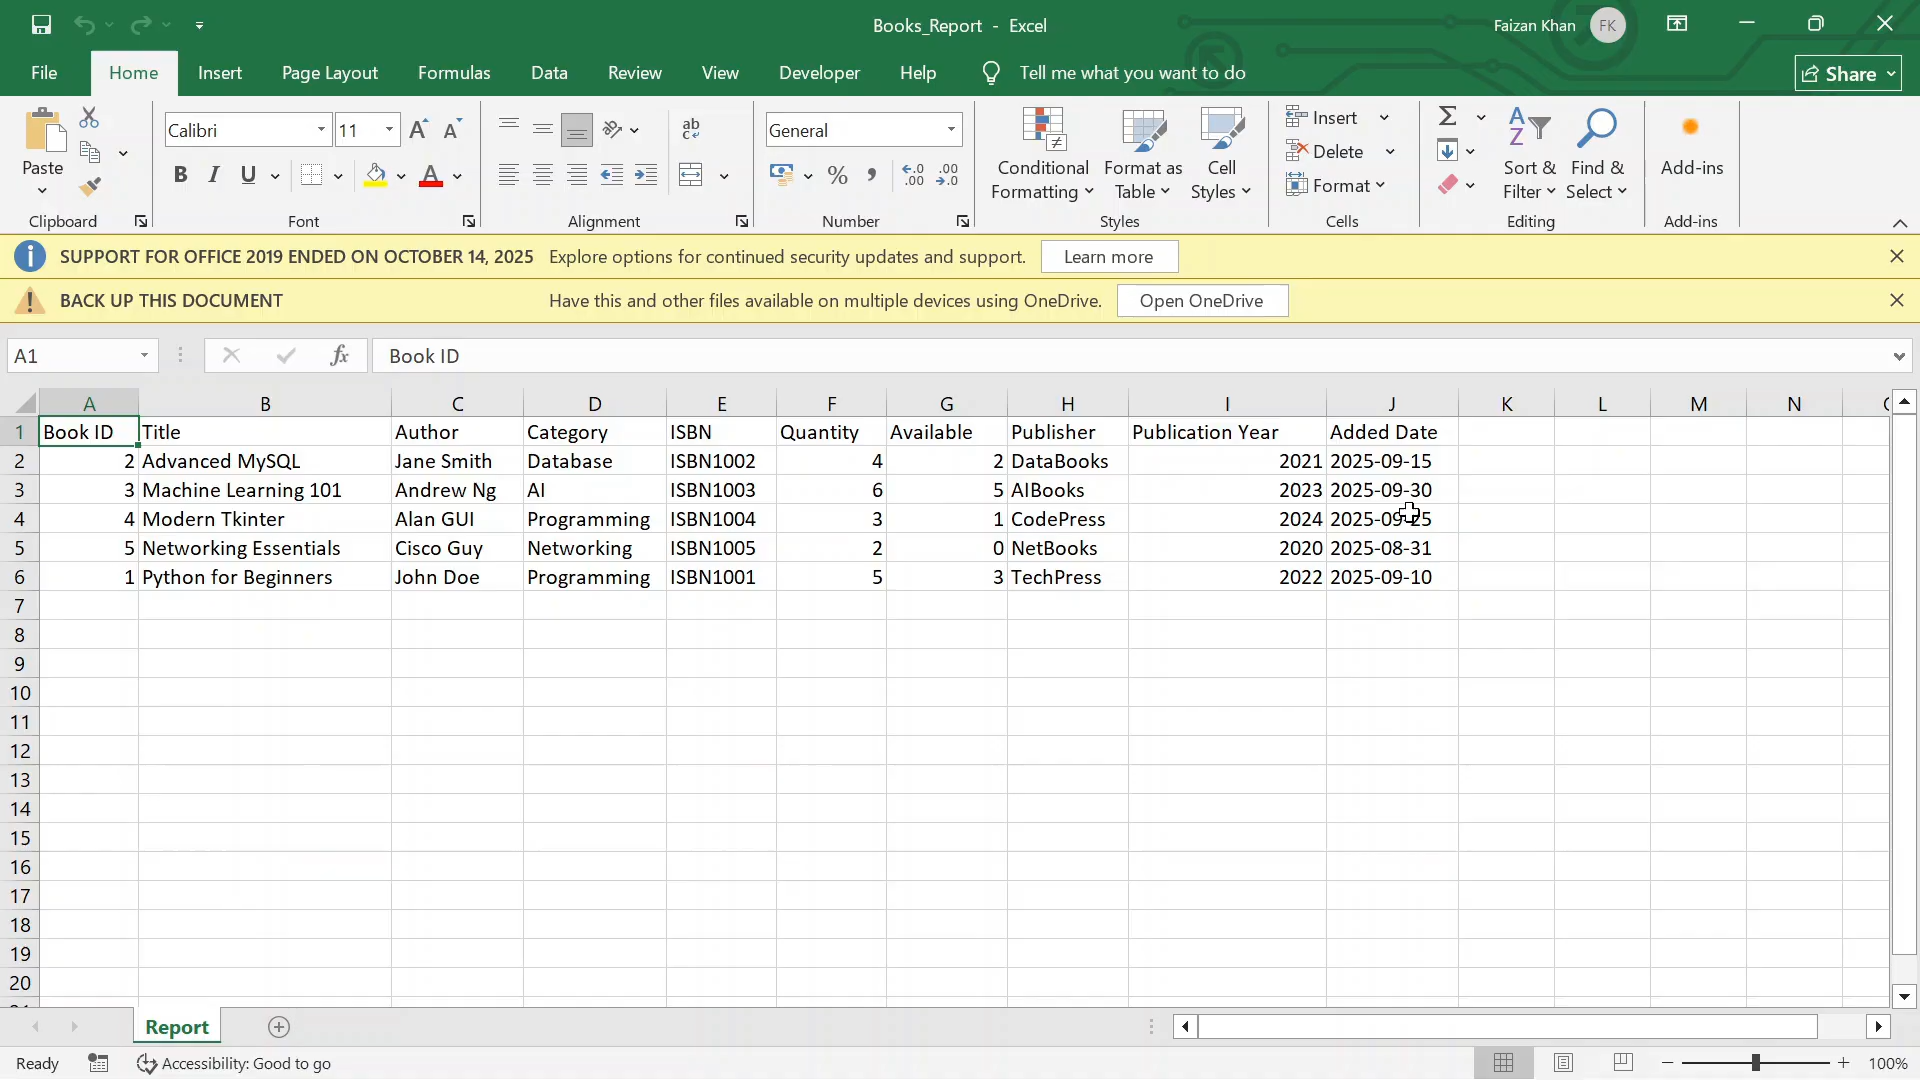 Books_Report - Excel
Faizan Khan FK
File Home Insert Page Layout Formulas Data Review View Developer Help Tell me what you want to do Share
Calibri 11 ab c General Insert Σ A Z
Paste B I U A % .00 Conditional Formatting Format as Table Cell Styles Delete Format Sort & Filter Find & Select Add-ins
Clipboard Font Alignment Number Styles Cells Editing Add-ins
SUPPORT FOR OFFICE 2019 ENDED ON OCTOBER 14, 2025 Explore options for continued security updates and support. Learn more
BACK UP THIS DOCUMENT Have this and other files available on multiple devices using OneDrive. Open OneDrive
A1 fx Book ID
A B C D E F G H I J K L M N
1 Book ID Title Author Category ISBN Quantity Available Publisher Publication Year Added Date
2 2 Advanced MySQL Jane Smith Database ISBN1002 4 2 DataBooks 2021 2025-09-15
3 3 Machine Learning 101 Andrew Ng AI ISBN1003 6 5 AIBooks 2023 2025-09-30
4 4 Modern Tkinter Alan GUI Programming ISBN1004 3 1 CodePress 2024 2025-09-25
5 5 Networking Essentials Cisco Guy Networking ISBN1005 2 0 NetBooks 2020 2025-08-31
6 1 Python for Beginners John Doe Programming ISBN1001 5 3 TechPress 2022 2025-09-10
7
8
9
10
11
12
13
14
15
16
17
18
19
20
Report
Ready Accessibility: Good to go 100%